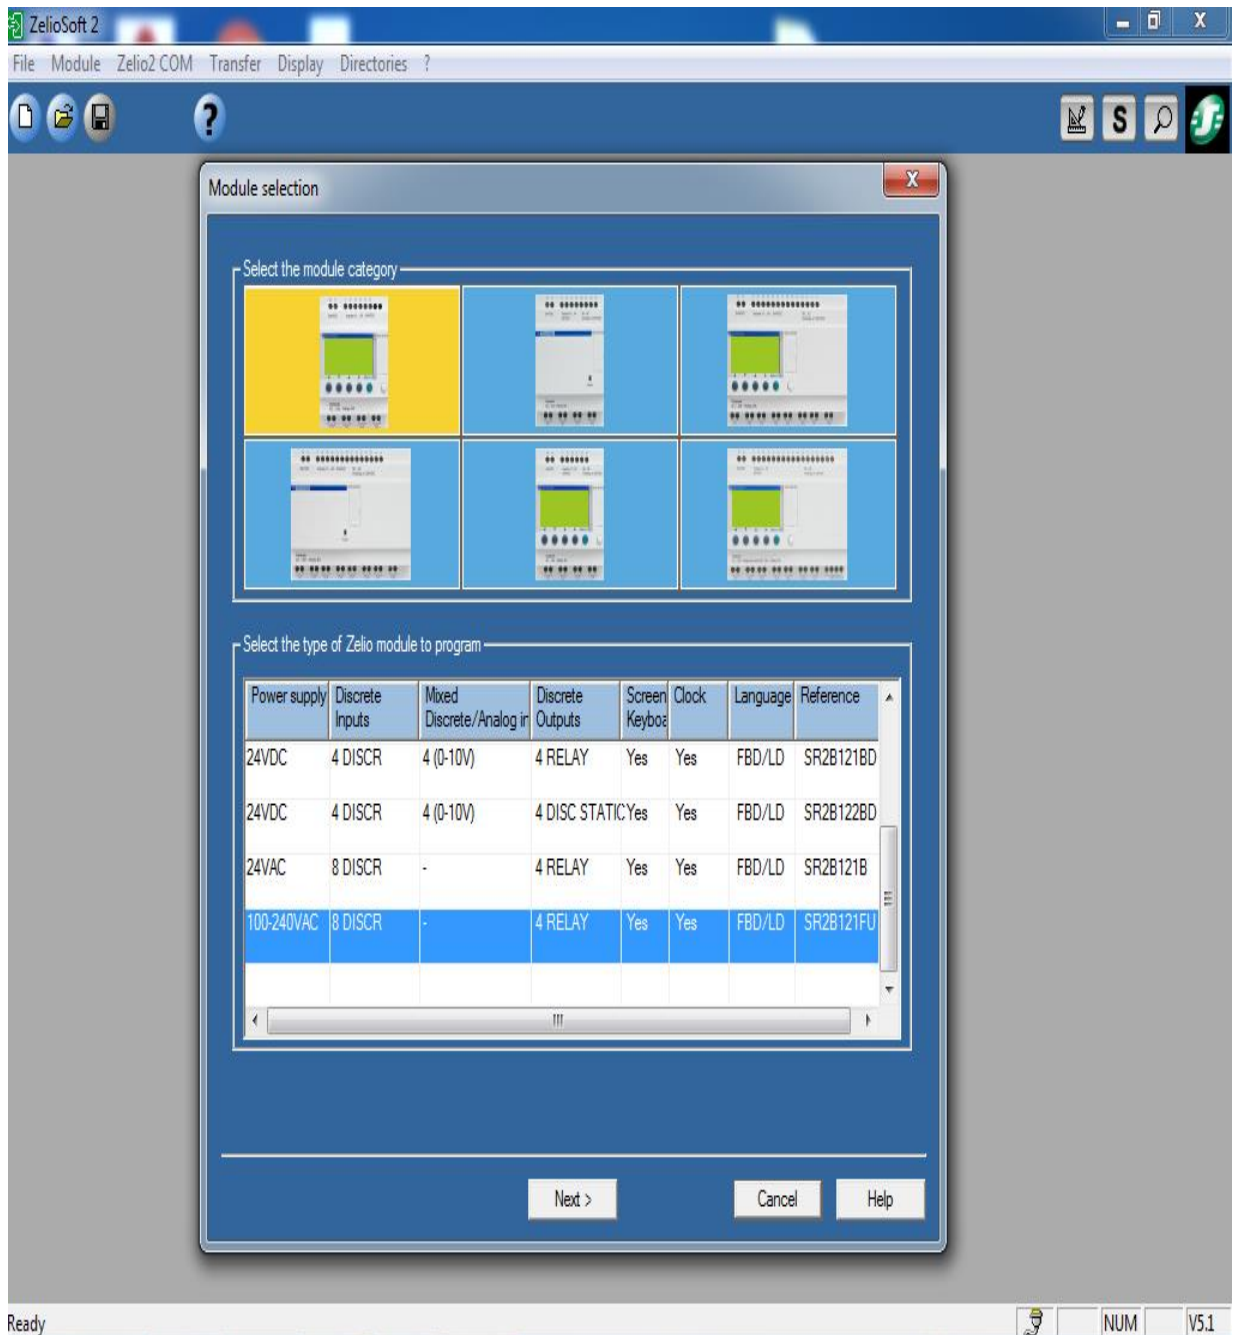 ZelioSoft 2
File Module Zelio2 COM Transfer Display Directories ?
?
S
Module selection
Select the module category
Select the type of Zelio module to program
Power supply Discrete Inputs Mixed Discrete/Analog in Discrete Outputs Screen Keyboa Clock Language Reference
24VDC 4 DISCR 4 (0-10V) 4 RELAY Yes Yes FBD/LD SR2B121BD
24VDC 4 DISCR 4 (0-10V) 4 DISC STATIC Yes Yes FBD/LD SR2B122BD
24VAC 8 DISCR - 4 RELAY Yes Yes FBD/LD SR2B121B
100-240VAC 8 DISCR - 4 RELAY Yes Yes FBD/LD SR2B121FU
Next > Cancel Help
Ready NUM V5.1